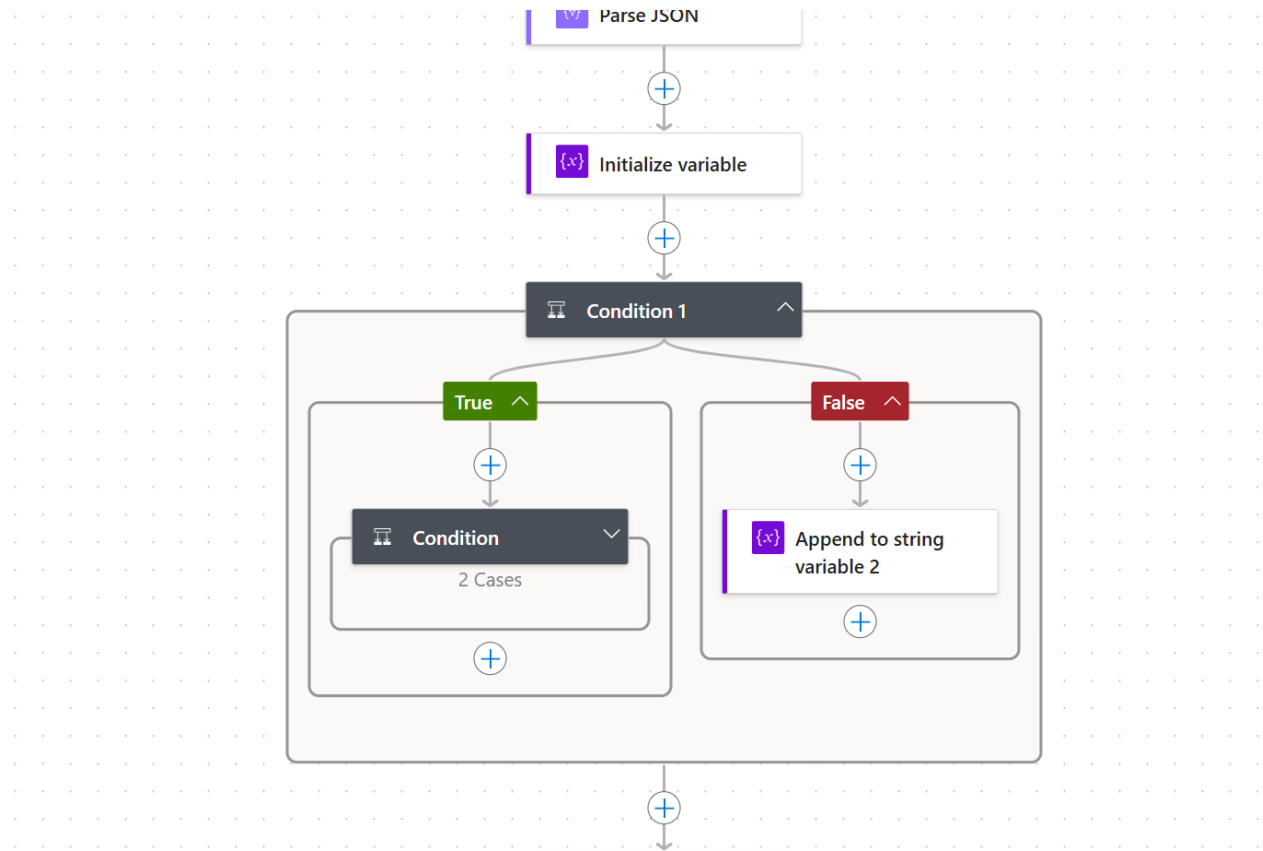 Parse JSON
{x} Initialize variable
Condition 1
True
False
Condition
{x} Append to string
variable 2
2 Cases